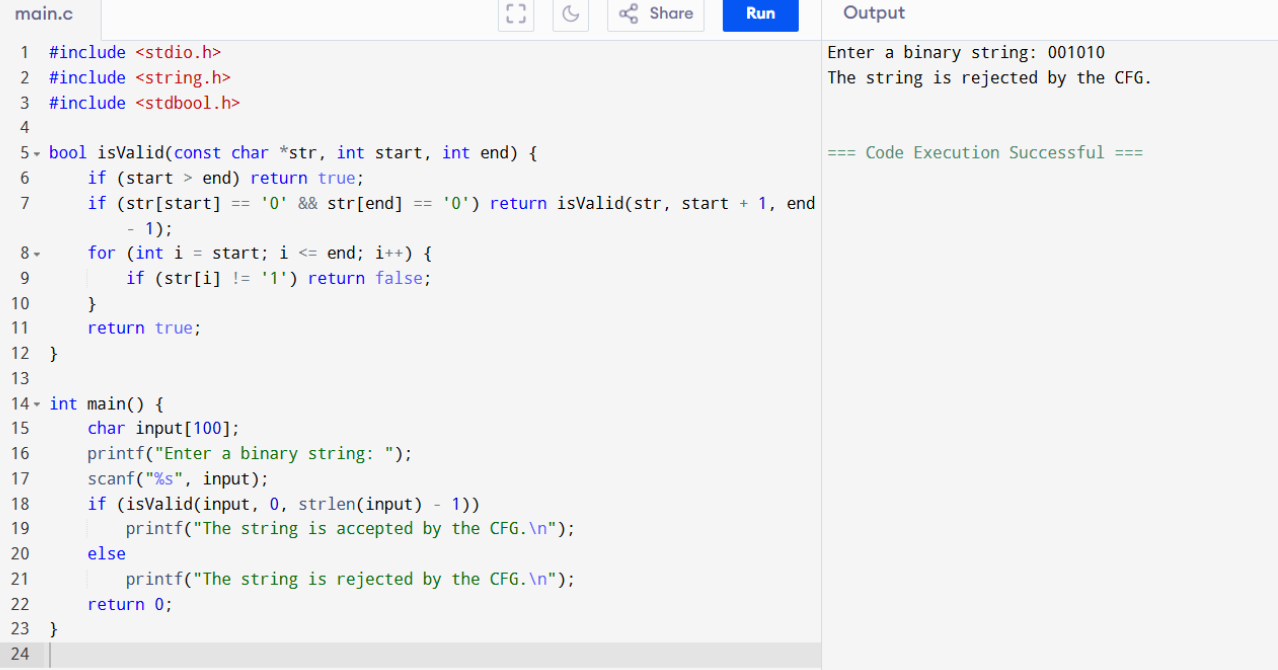 main.c
Share
Run
Output
1 #include <stdio.h>
2 #include <string.h>
3 #include <stdbool.h>
4
5 bool isValid(const char *str, int start, int end) {
6     if (start > end) return true;
7     if (str[start] == '0' && str[end] == '0') return isValid(str, start + 1, end
        - 1);
8     for (int i = start; i <= end; i++) {
9         if (str[i] != '1') return false;
10     }
11     return true;
12 }
13
14 int main() {
15     char input[100];
16     printf("Enter a binary string: ");
17     scanf("%s", input);
18     if (isValid(input, 0, strlen(input) - 1))
19         printf("The string is accepted by the CFG.\n");
20     else
21         printf("The string is rejected by the CFG.\n");
22     return 0;
23 }
24
Enter a binary string: 001010
The string is rejected by the CFG.
=== Code Execution Successful ===